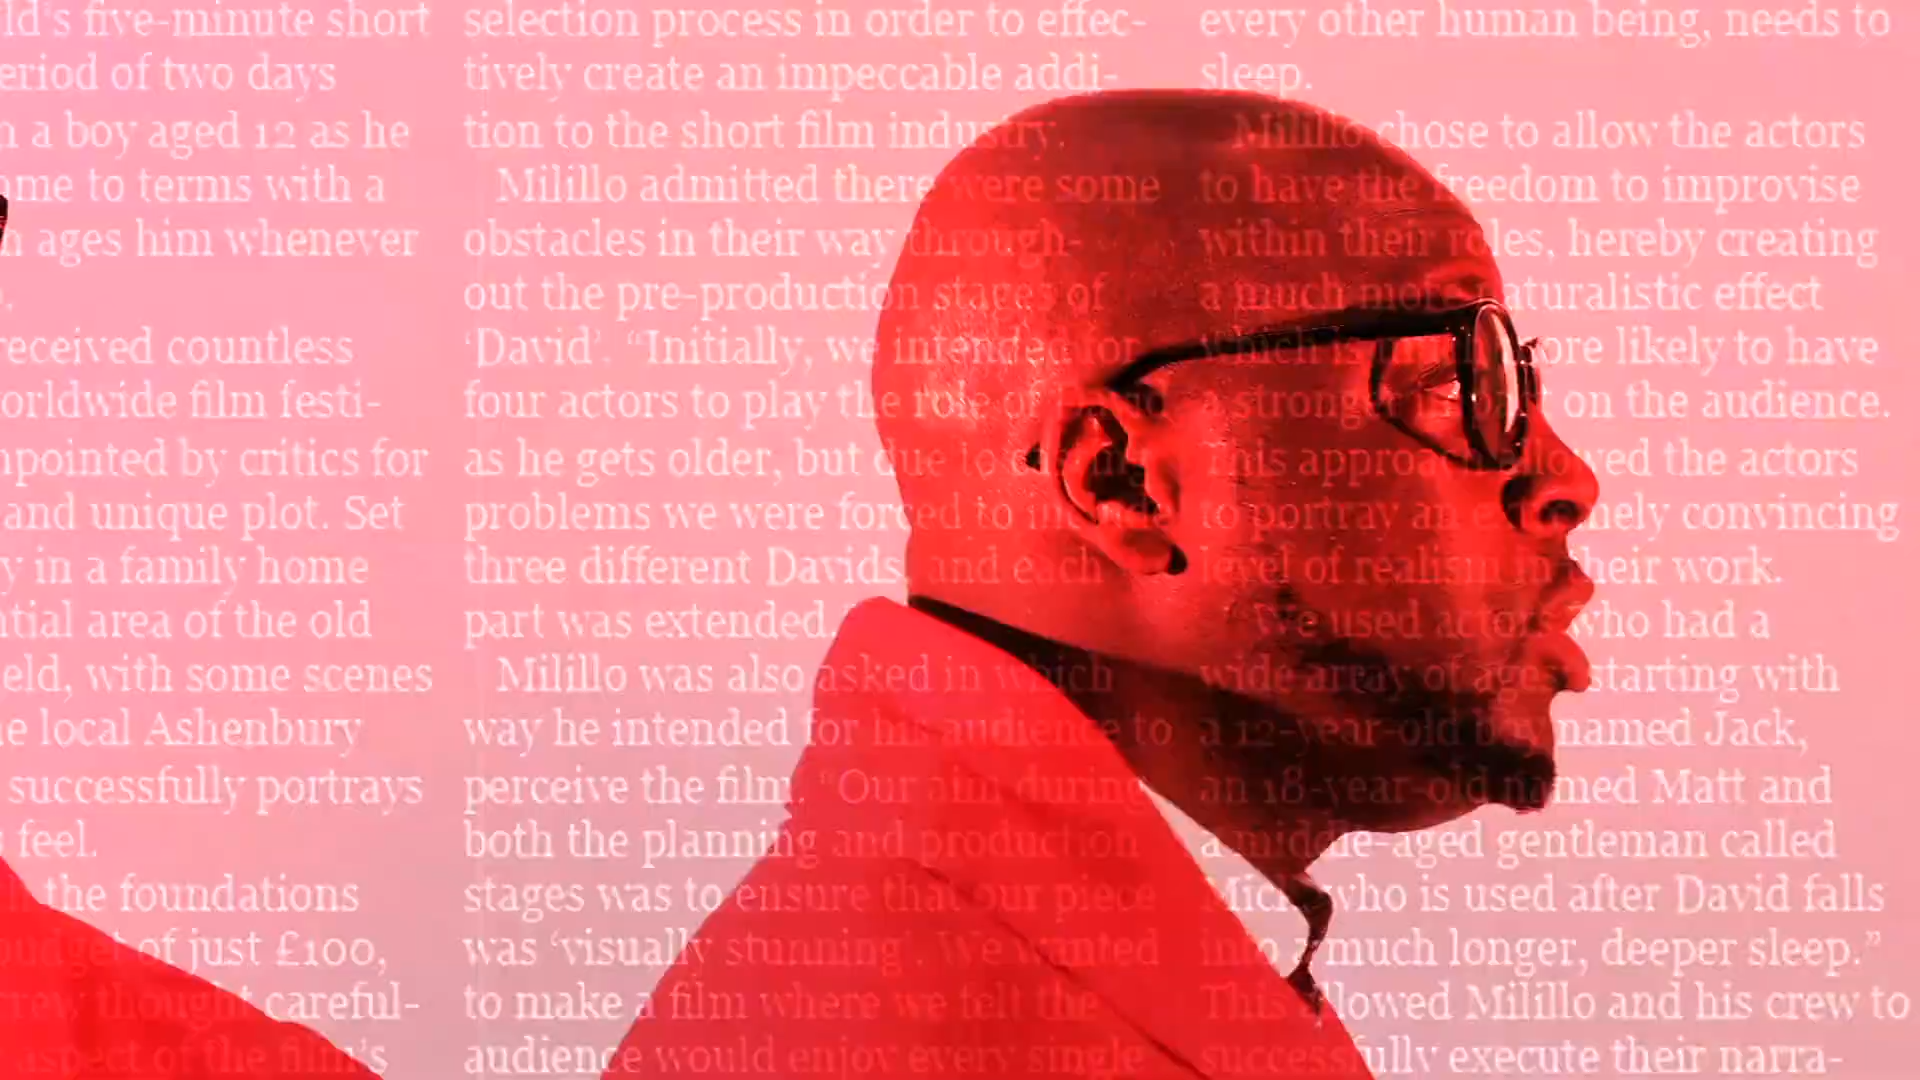 ld's five-minute short
eriod of two days
n a boy aged 12 as he
ome to terms with a
n ages him whenever
received countless
orldwide film festi-
pointed by critics for
and unique plot. Set
y in a family home
ntial area of the old
eld, with some scenes
e local Ashenbury
successfully portrays
s feel.
the foundations
budget of just £100,
rew thought careful-
aspect of the film's
selection process in order to effec-
tively create an impeccable addi-
tion to the short film industry.
Milillo admitted there were some
obstacles in their way through-
out the pre-production stages of
'David'. "Initially, we intended for
four actors to play the role of
as he gets older, but due to
problems we were forced to include
three different Davids, and each
part was extended.
Milillo was also asked in which
way he intended for his audience to
perceive the film. "Our aim during
both the planning and production
stages was to ensure that our piece
was 'visually stunning'. We wanted
to make a film where we felt the
audience would enjoy every single
every other human being, needs to
sleep.
Milillo chose to allow the actors
to have the freedom to improvise
within their roles, hereby creating
a much more naturalistic effect
which is more likely to have
a stronger on the audience.
This approach allowed the actors
to portray an extremely convincing
level of realism in their work.
"We used actors who had a
wide array of ages, starting with
a 12-year-old boy named Jack,
an 18-year-old named Matt and
a middle-aged gentleman called
Mick who is used after David falls
into a much longer, deeper sleep."
This allowed Milillo and his crew to
successfully execute their narra-